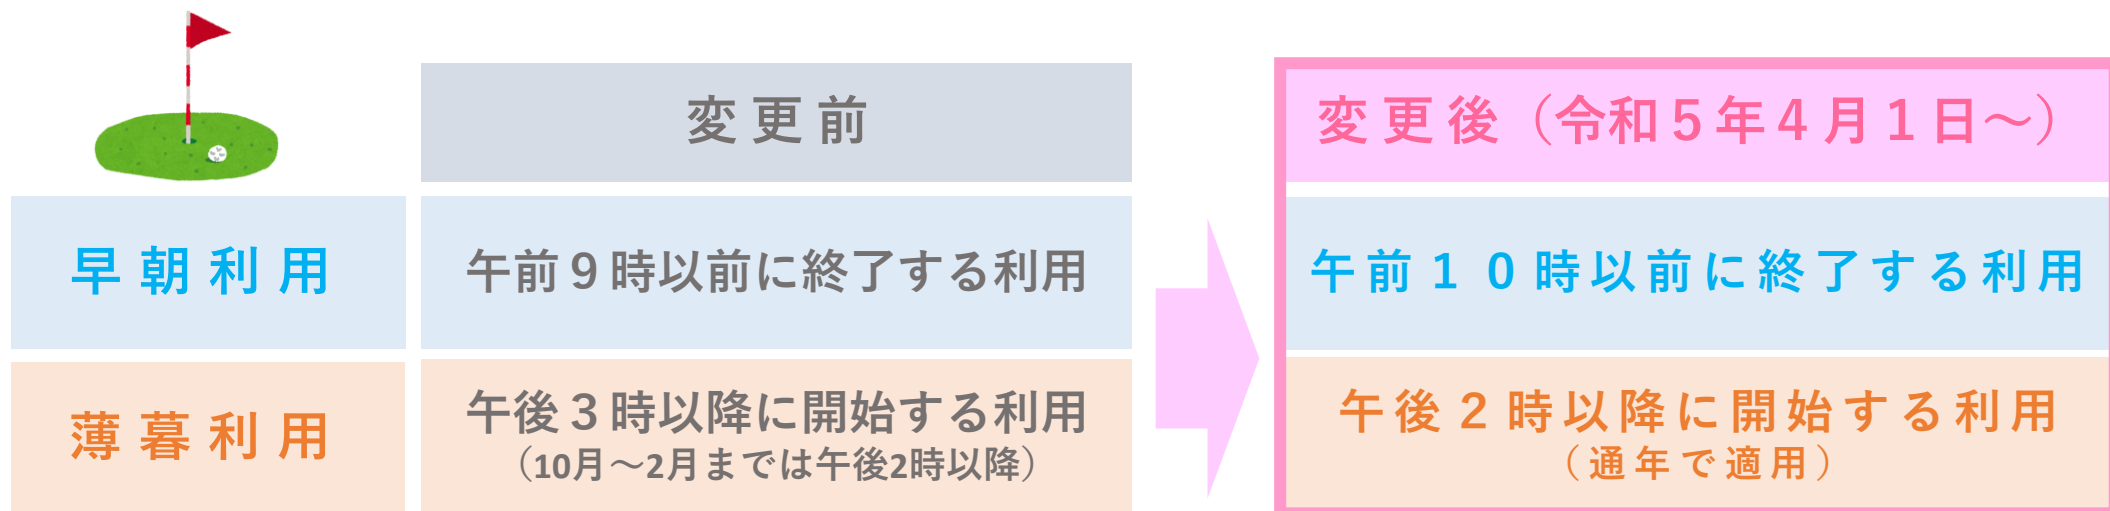 変更前
変更後（令和５年４月１日～）
早朝利用
午前９時以前に終了する利用
午前１０時以前に終了する利用
薄暮利用
午後３時以降に開始する利用
（10月～2月までは午後2時以降）
午後２時以降に開始する利用
（通年で適用）